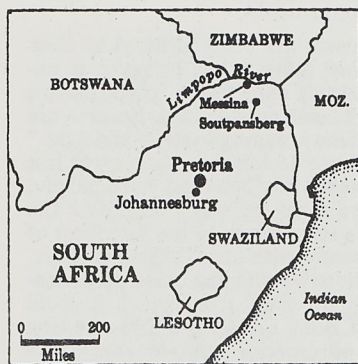 ZIMBABWE
BOTSWANA
Limpopo River
MOZ.
Messina
Soutpansberg
Pretoria
Johannesburg
SWAZILAND
SOUTH
AFRICA
LESOTHO
Indian
Ocean
0 200
Miles